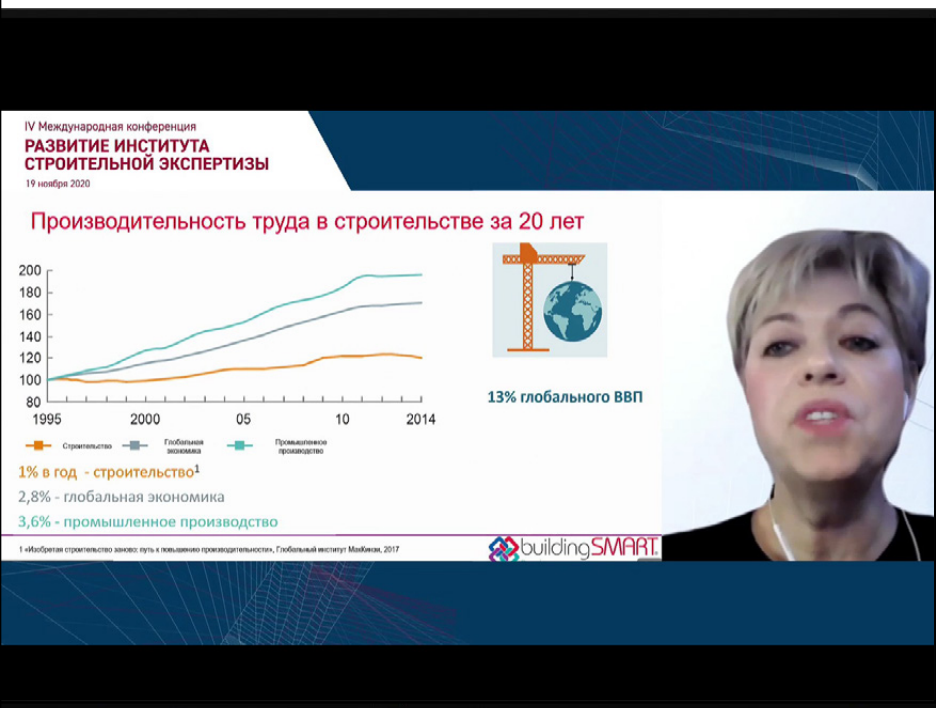 IV Международная конференция
РАЗВИТИЕ ИНСТИТУТА
СТРОИТЕЛЬНОЙ ЭКСПЕРТИЗЫ
19 ноября 2020
Производительность труда в строительстве за 20 лет
200
180
160
140
120
100
80
1995 2000 05 10 2014
Строительство
Глобальная
экономика
Промышленное
производство
13% глобального ВВП
1% в год - строительство¹
2,8% - глобальная экономика
3,6% - промышленное производство
1 «Изобретая строительство заново: путь к повышению производительности», Глобальный институт МакКинзи, 2017
buildingSMART